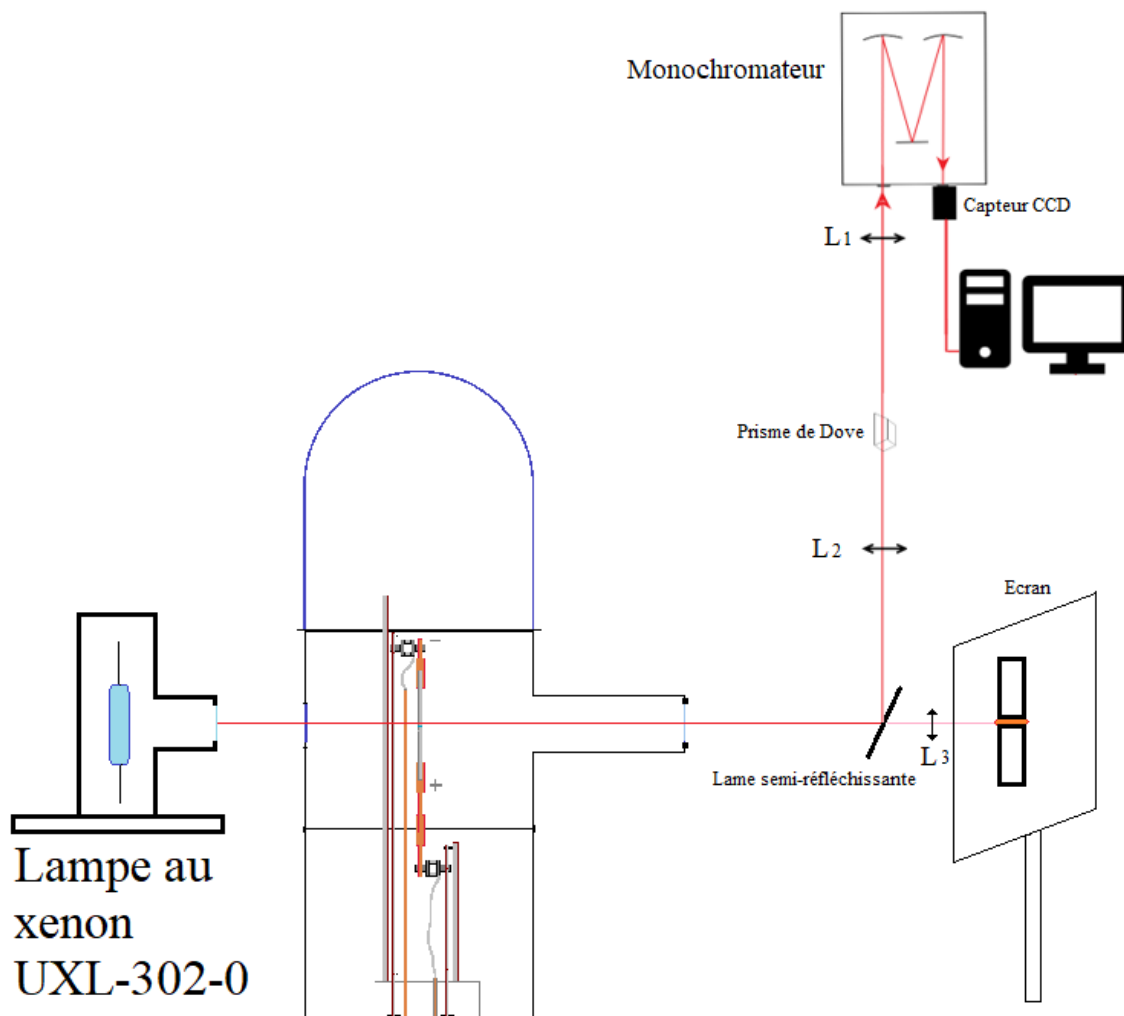 Monochromateur
Capteur CCD
L1
Prisme de Dove
L2
Ecran
−
L3
Lame semi-réfléchissante
+
Lampe au
xenon
UXL-302-0